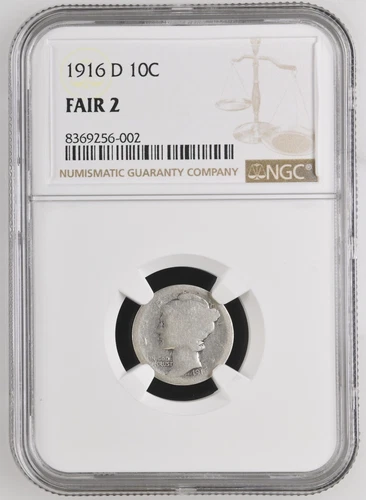 1916 D 10C
FAIR 2
8369256-002
NUMISMATIC GUARANTY COMPANY
NGC